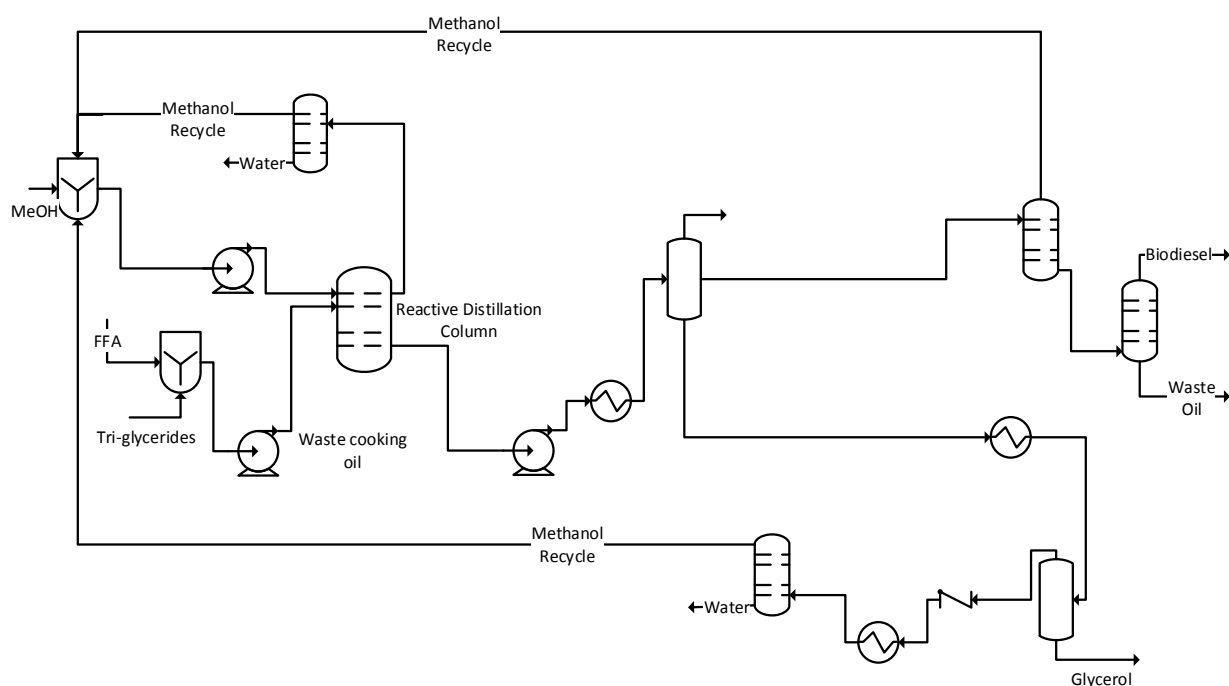 Methanol
Recycle
Methanol
Recycle
Water
MeOH
Biodiesel
Reactive Distillation
Column
FFA
Waste
Oil
Tri-glycerides
Waste cooking
oil
Methanol
Recycle
Water
Glycerol